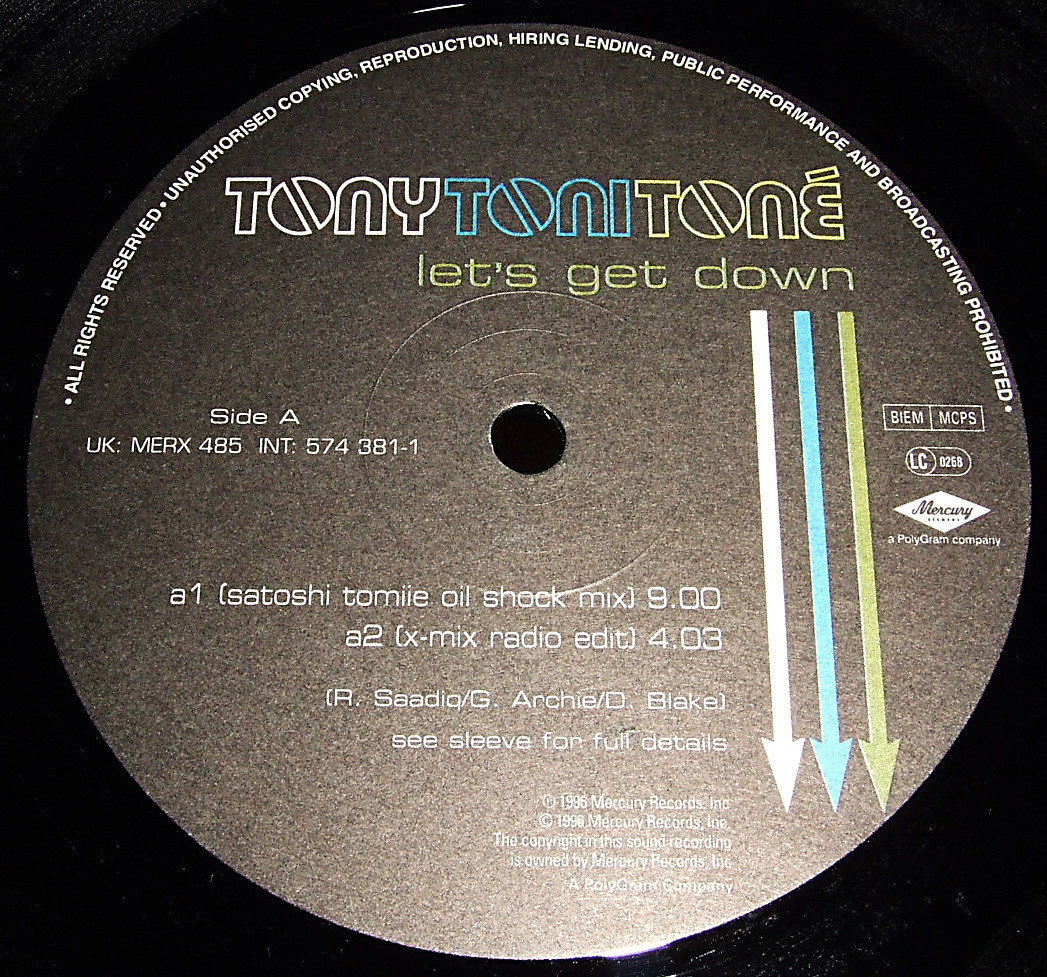 • ALL RIGHTS RESERVED • UNAUTHORISED COPYING, REPRODUCTION, HIRING LENDING, PUBLIC PERFORMANCE AND BROADCASTING PROHIBITED •
TONYTONITONÉ
let's get down
Side A
UK: MERX 485 INT: 574 381-1
BIEM MCPS
LC 0268
Mercury
RECORDS
a PolyGram company
a1 (satoshi tomiie oil shock mix) 9.00
a2 (x-mix radio edit) 4.03
(R. Saadiq/G. Archie/D. Blake)
see sleeve for full details
℗ 1996 Mercury Records, Inc
© 1996 Mercury Records, Inc
The copyright in this sound recording
is owned by Mercury Records, Inc
A PolyGram Company